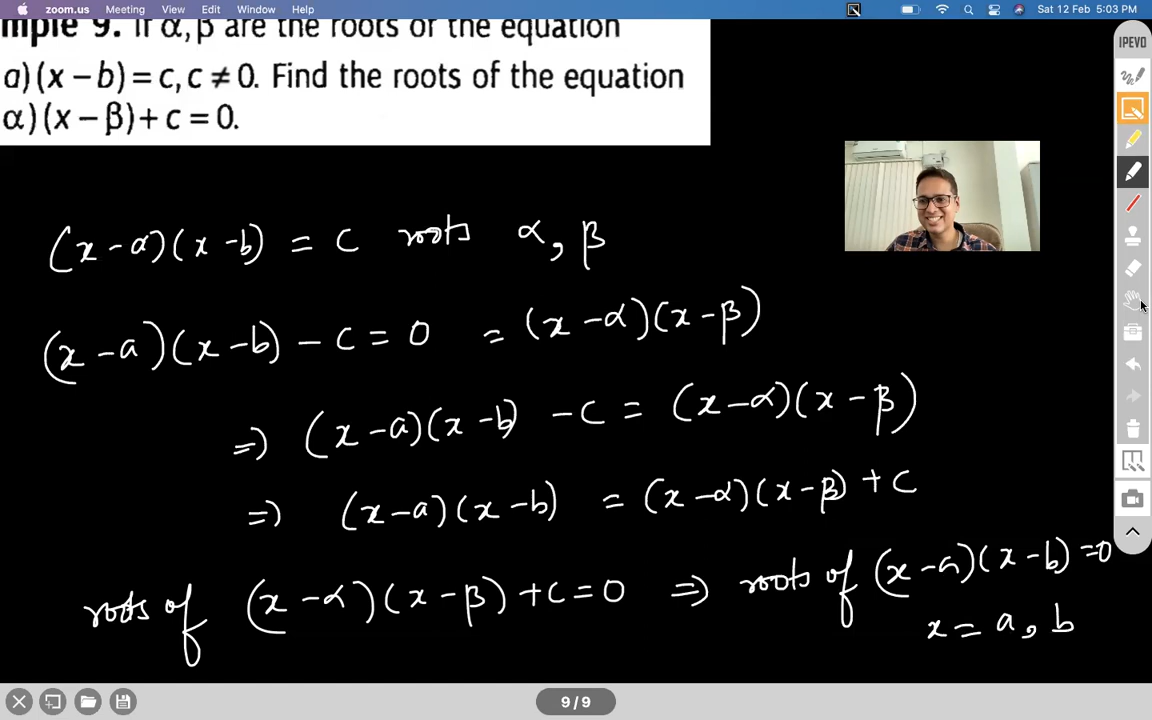 zoom.us Meeting View Edit Window Help Sat 12 Feb 5:03 PM
mple 9. If α, β are the roots of the equation
a) (x – b) = c, c ≠ 0. Find the roots of the equation
α) (x – β) + c = 0.
IPEVO
(x - a)(x - b) = c roots α, β
(x - a)(x - b) - c = 0 = (x - α)(x - β)
=> (x - a)(x - b) - c = (x - α)(x - β)
=> (x - a)(x - b) = (x - α)(x - β) + c
roots of (x - α)(x - β) + c = 0 => roots of (x - a)(x - b) = 0
x = a, b
9 / 9